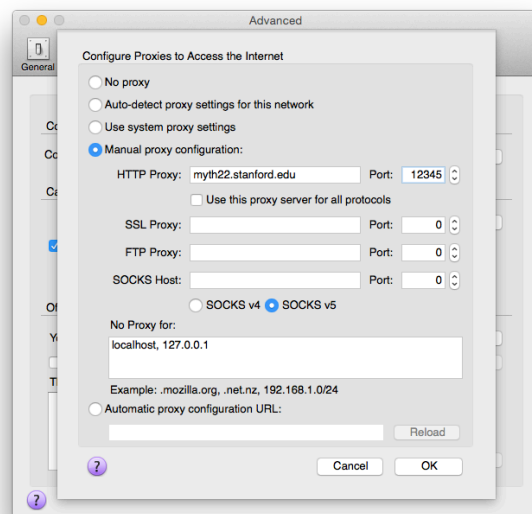 Advanced
General
Configure Proxies to Access the Internet
No proxy
Auto-detect proxy settings for this network
Use system proxy settings
Manual proxy configuration:
HTTP Proxy: myth22.stanford.edu Port: 12345
Use this proxy server for all protocols
SSL Proxy: Port: 0
FTP Proxy: Port: 0
SOCKS Host: Port: 0
SOCKS v4 SOCKS v5
No Proxy for:
localhost, 127.0.0.1
Example: .mozilla.org, .net.nz, 192.168.1.0/24
Automatic proxy configuration URL:
Reload
? Cancel OK
?